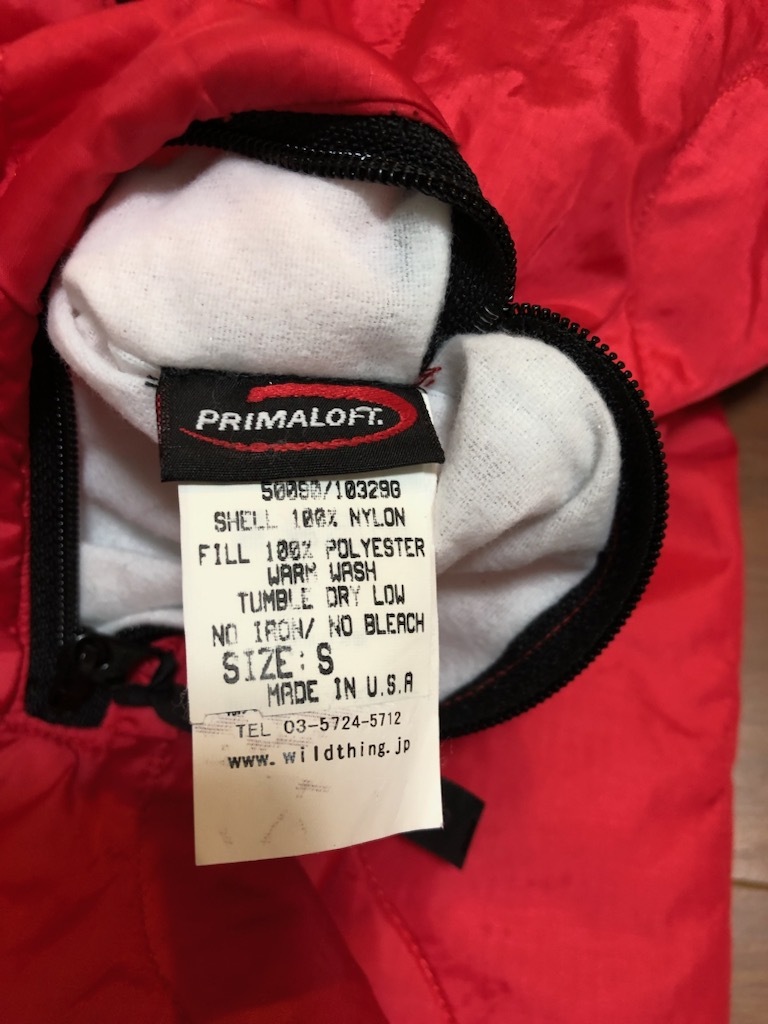 PRIMALOFT.
50090/10329G
SHELL 100% NYLON
FILL 100% POLYESTER
WARM WASH
TUMBLE DRY LOW
NO IRON/ NO BLEACH
SIZE: S
MADE IN U.S.A
TEL 03-5724-5712
www.wildthing.jp